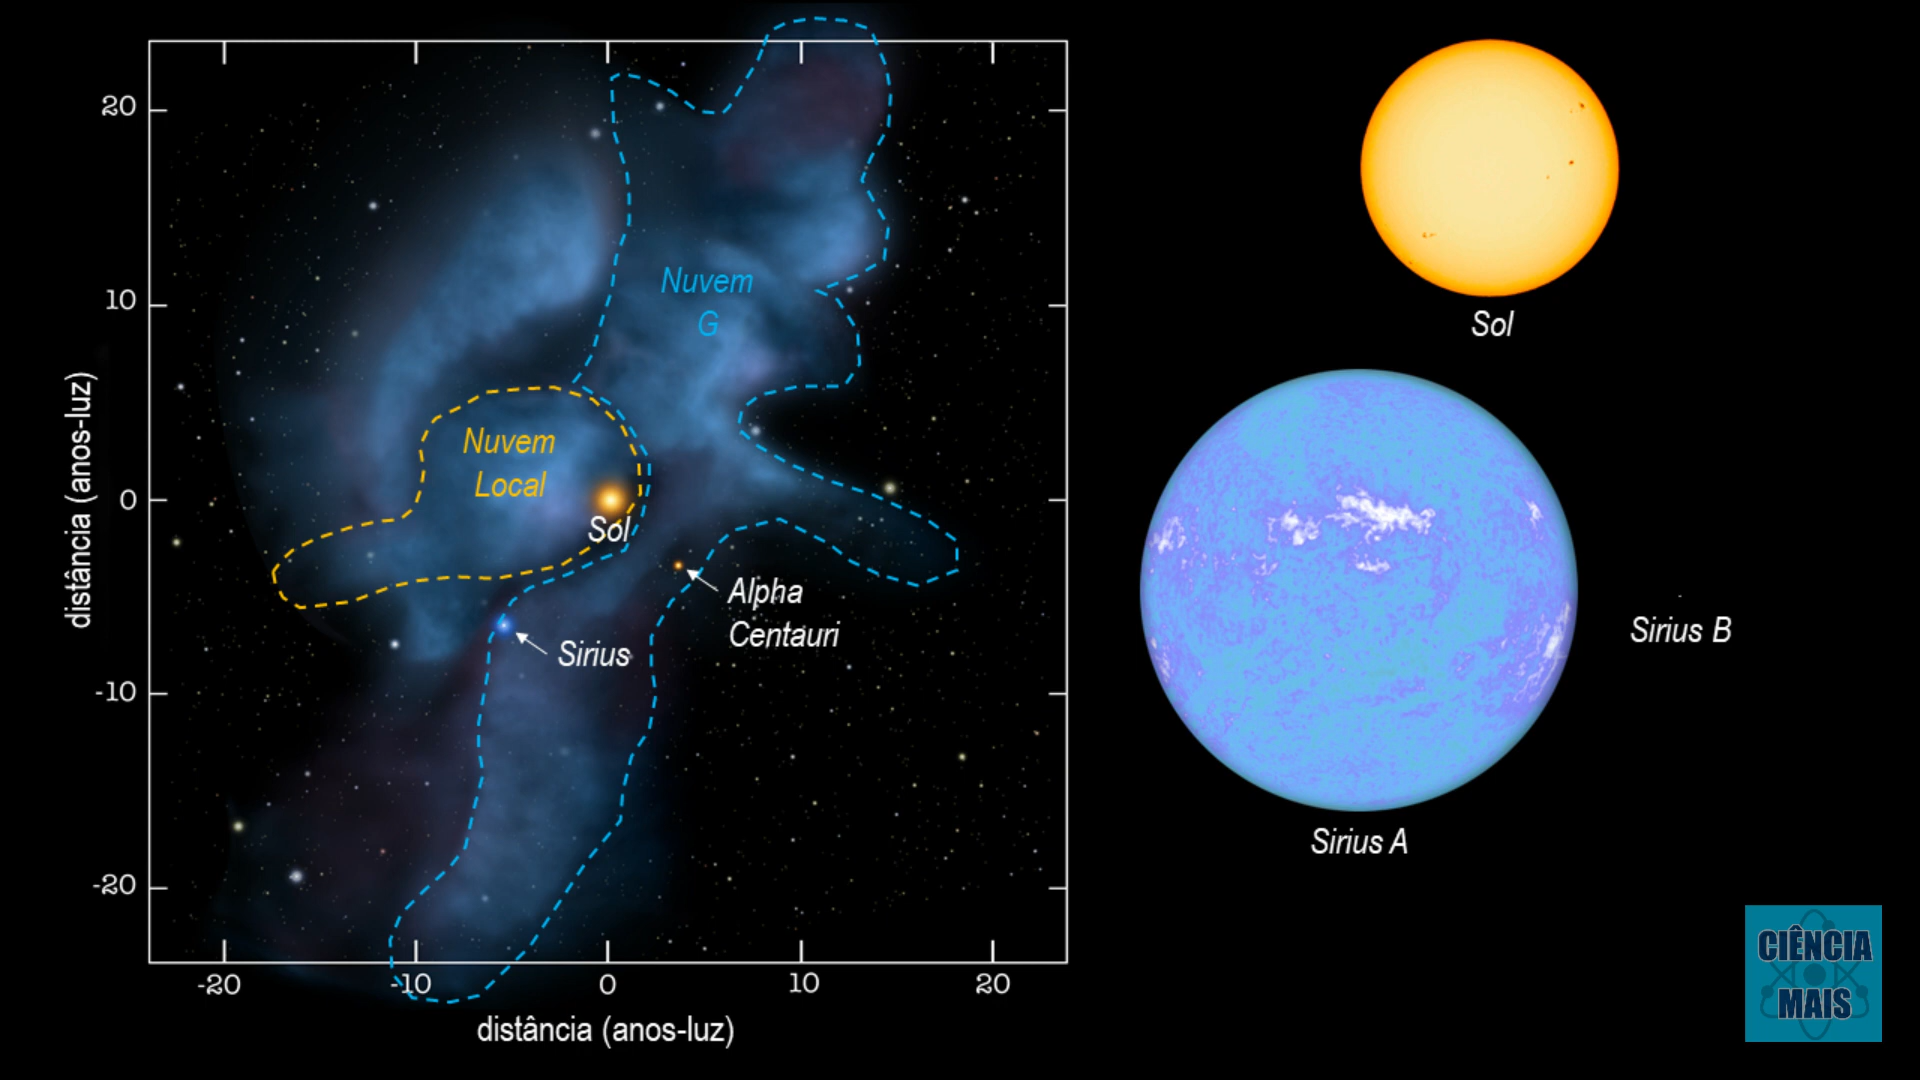 20
10
0
-10
-20
distância (anos-luz)
-20
-10
0
10
20
distância (anos-luz)
Nuvem
G
Nuvem
Local
Sol
Alpha
Centauri
Sirius
Sol
Sirius B
Sirius A
CIÊNCIA
MAIS